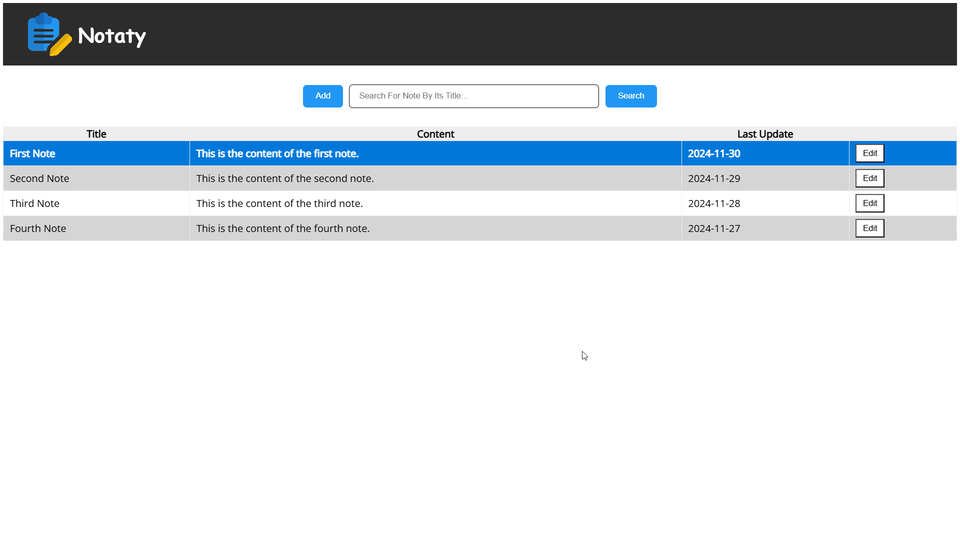 Notaty
Add Search For Note By Its Title... Search
Title Content Last Update
First Note This is the content of the first note. 2024-11-30 Edit
Second Note This is the content of the second note. 2024-11-29 Edit
Third Note This is the content of the third note. 2024-11-28 Edit
Fourth Note This is the content of the fourth note. 2024-11-27 Edit